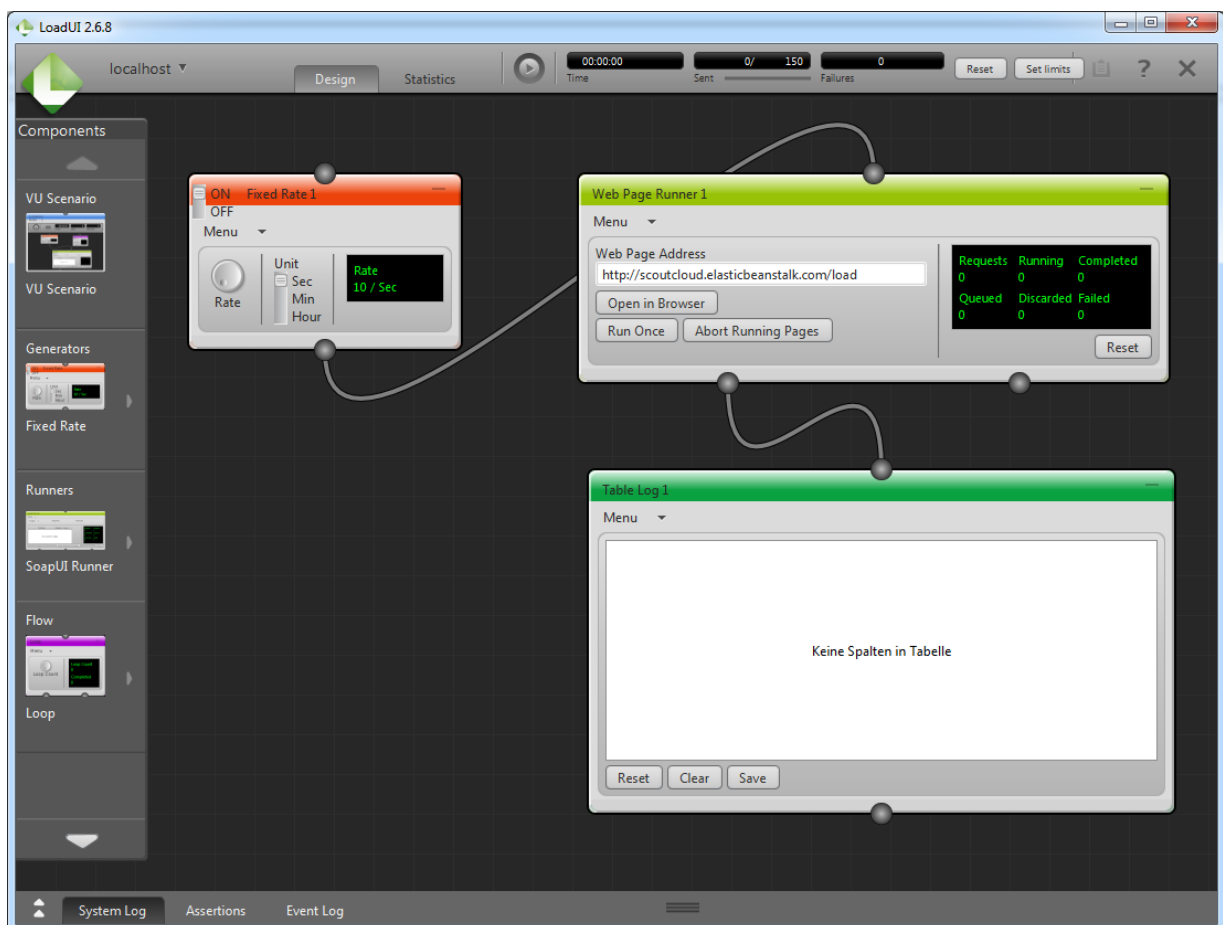 LoadUI 2.6.8
localhost
Design
Statistics
00:00:00
Time
0/ 150
Sent
0
Failures
Reset
Set limits
?
Components
VU Scenario
VU Scenario
Generators
Fixed Rate
Runners
SoapUI Runner
Flow
Loop
ON Fixed Rate 1
OFF
Menu
Rate
Unit
Sec
Min
Hour
Rate
10 / Sec
Web Page Runner 1
Menu
Web Page Address
http://scoutcloud.elasticbeanstalk.com/load
Open in Browser
Run Once
Abort Running Pages
Requests Running Completed
0 0 0
Queued Discarded Failed
0 0 0
Reset
Table Log 1
Menu
Keine Spalten in Tabelle
Reset
Clear
Save
System Log
Assertions
Event Log